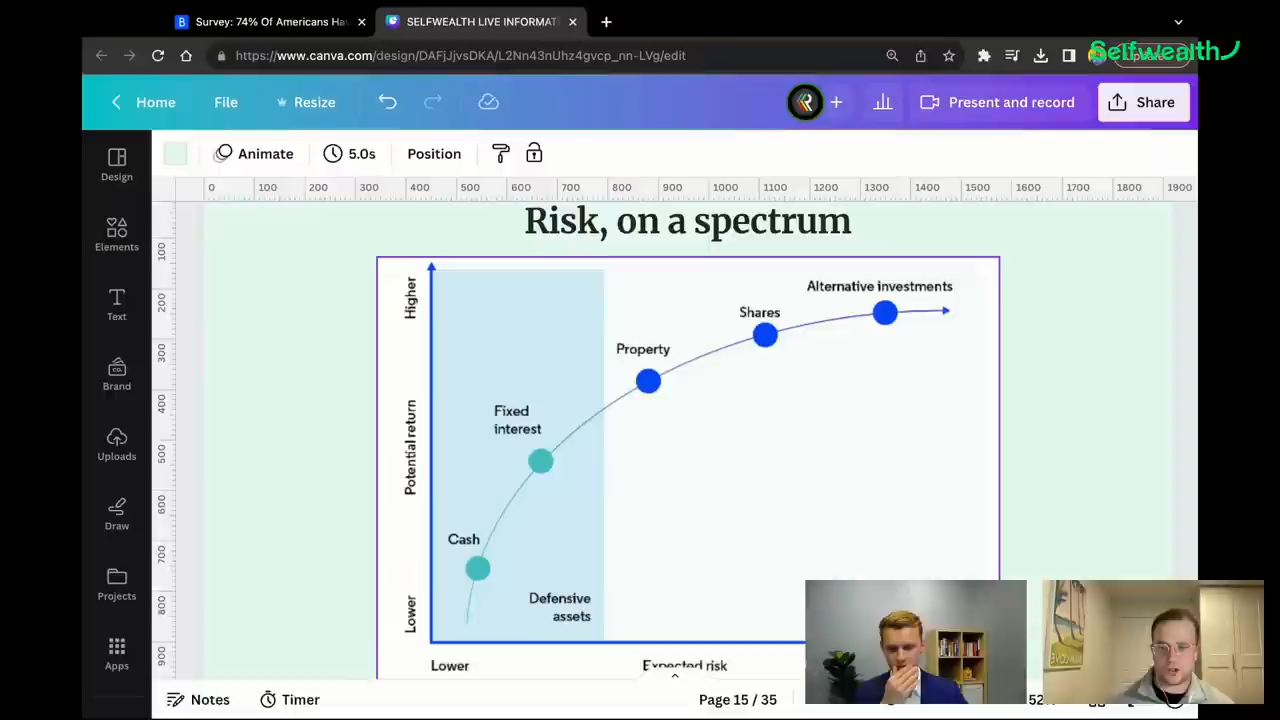 Survey: 74% Of Americans Hav
SELFWEALTH LIVE INFORMAT
https://www.canva.com/design/DAFjJjvsDKA/L2Nn43nUhz4gvcp_nn-LVg/edit
Selfwealth
Home
File
Resize
Present and record
Share
Animate
5.0s
Position
0 100 200 300 400 500 600 700 800 900 1000 1100 1200 1300 1400 1500 1600 1700 1800 1900
100
200
300
400
500
600
700
800
900
Design
Elements
Text
Brand
Uploads
Draw
Projects
Apps
Risk, on a spectrum
Higher
Potential return
Lower
Alternative investments
Shares
Property
Fixed
interest
Cash
Defensive
assets
Lower
Expected risk
Notes
Timer
Page 15 / 35
52%